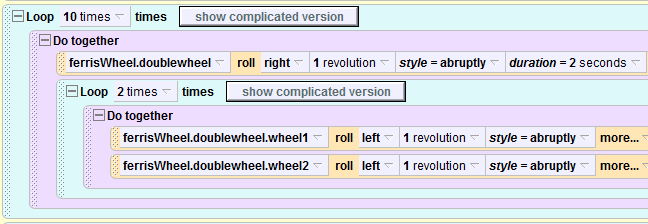 Loop 10 times times show complicated version
Do together
ferrisWheel.doublewheel roll right 1 revolution style = abruptly duration = 2 seconds
Loop 2 times times show complicated version
Do together
ferrisWheel.doublewheel.wheel1 roll left 1 revolution style = abruptly more...
ferrisWheel.doublewheel.wheel2 roll left 1 revolution style = abruptly more...